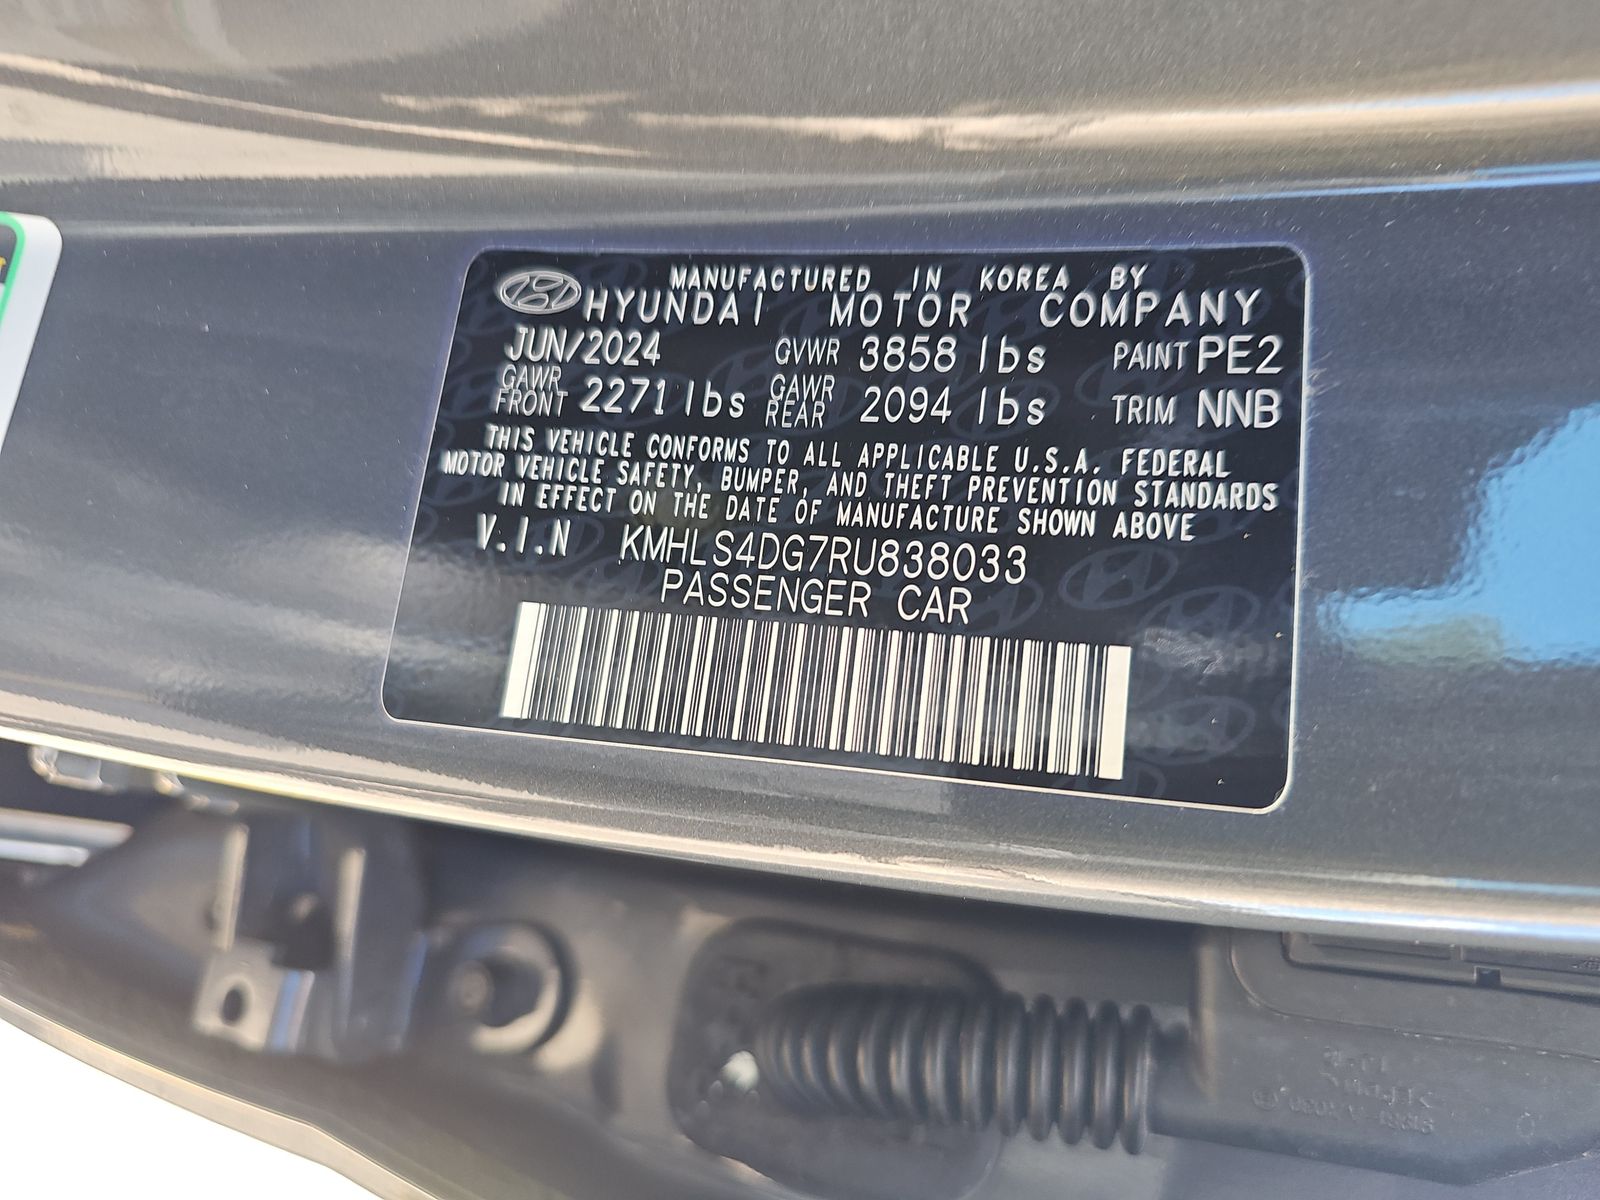 MANUFACTURED IN KOREA BY
HYUNDAI MOTOR COMPANY
JUN/2024 GVWR 3858 lbs PAINT PE2
GAWR FRONT 2271 lbs GAWR REAR 2094 lbs TRIM NNB
THIS VEHICLE CONFORMS TO ALL APPLICABLE U.S.A. FEDERAL
MOTOR VEHICLE SAFETY, BUMPER, AND THEFT PREVENTION STANDARDS
IN EFFECT ON THE DATE OF MANUFACTURE SHOWN ABOVE
V.I.N KMHLS4DG7RU838033
PASSENGER CAR